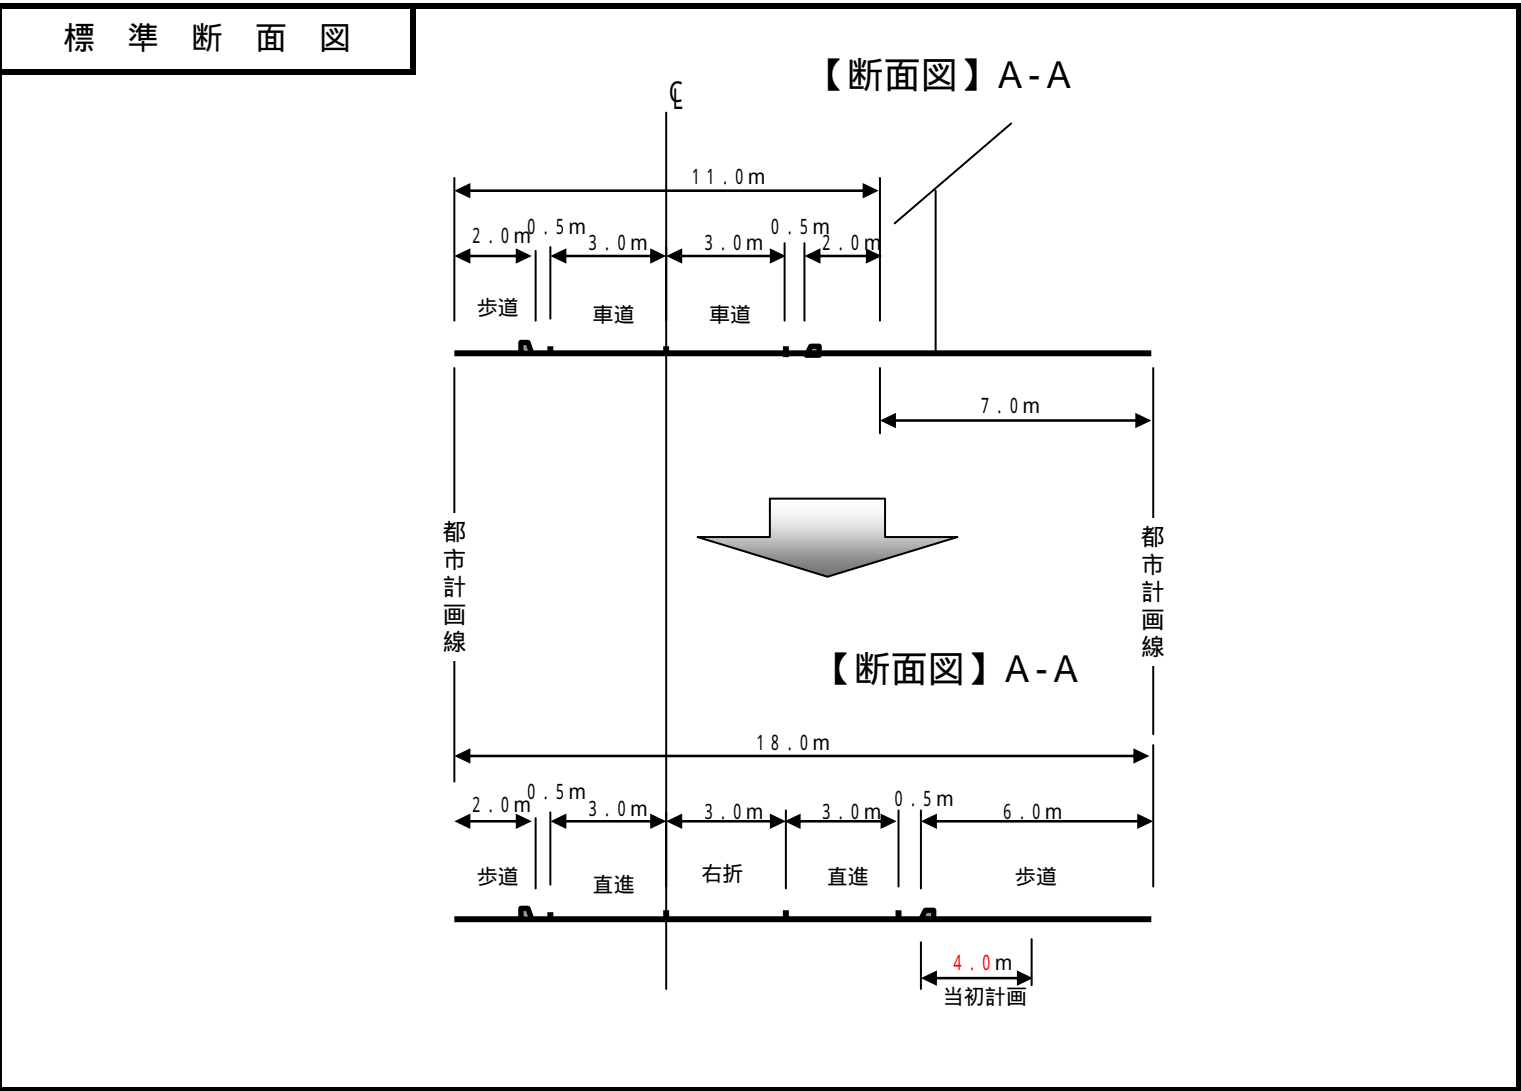 標準断面図
【断面図】A-A
℄
11.0m
2.0m
0.5m
3.0m
3.0m
0.5m
2.0m
歩道
車道
車道
7.0m
都市計画線
都市計画線
【断面図】A-A
18.0m
2.0m
0.5m
3.0m
3.0m
3.0m
0.5m
6.0m
歩道
直進
右折
直進
歩道
4.0m
当初計画